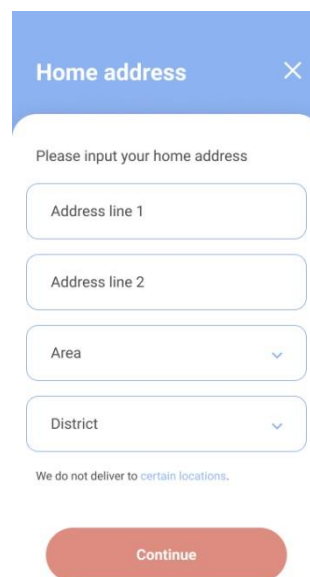 Home address
Please input your home address
Address line 1
Address line 2
Area
District
We do not deliver to certain locations.
Continue